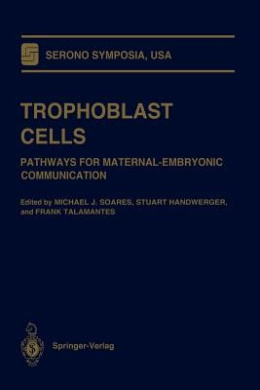 SERONO SYMPOSIA, USA
TROPHOBLAST
CELLS
PATHWAYS FOR MATERNAL-EMBRYONIC
COMMUNICATION
Edited by MICHAEL J. SOARES, STUART HANDWERGER,
and FRANK TALAMANTES
Springer-Verlag